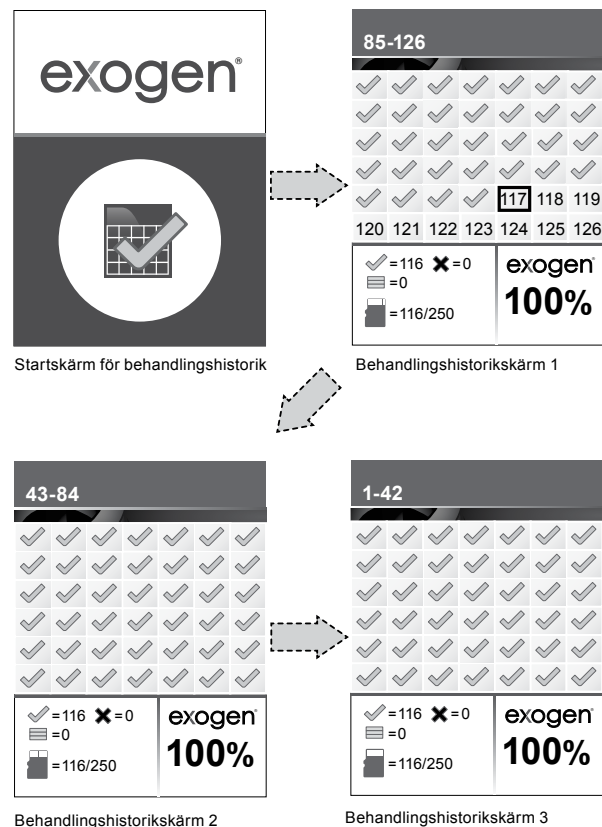 exogen®
Startskärm för behandlingshistorik
85-126
117 118 119
120 121 122 123 124 125 126
=116 =0
=0
=116/250
exogen
100%
Behandlingshistorikskärm 1
43-84
=116 =0
=0
=116/250
exogen
100%
Behandlingshistorikskärm 2
1-42
=116 =0
=0
=116/250
exogen
100%
Behandlingshistorikskärm 3